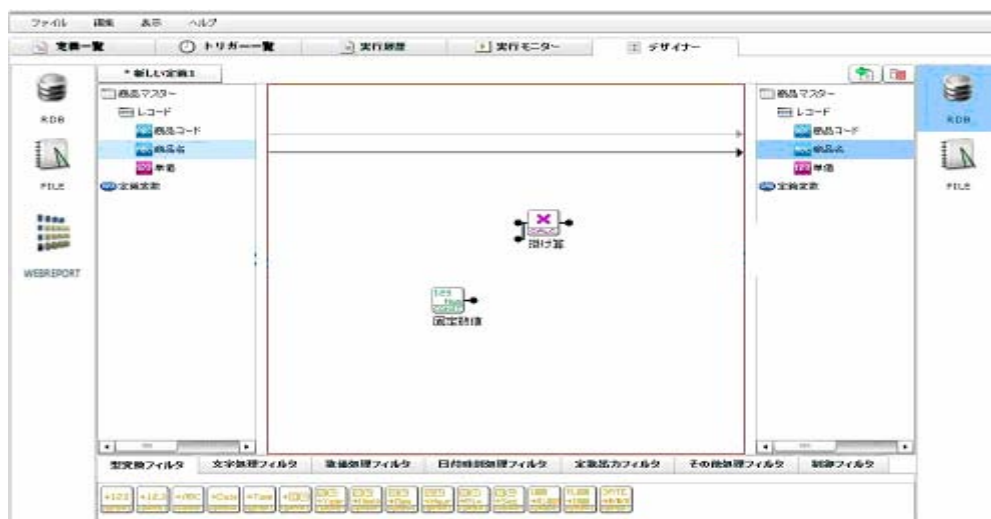 ファイル 編集 表示 ヘルプ
定義一覧 トリガー一覧 実行履歴 実行モニター デザイナー
* 新しい定義1
RDB
FILE
WEBREPORT
商品マスター
レコード
商品コード
商品名
単価
定義変数
掛け算
固定数値
商品マスター
レコード
商品コード
商品名
単価
定義変数
RDB
FILE
型変換フィルタ 文字処理フィルタ 数値処理フィルタ 日付時刻処理フィルタ 定数出力フィルタ その他処理フィルタ 制御フィルタ
+123 +12.3 +ABC +Date +Time